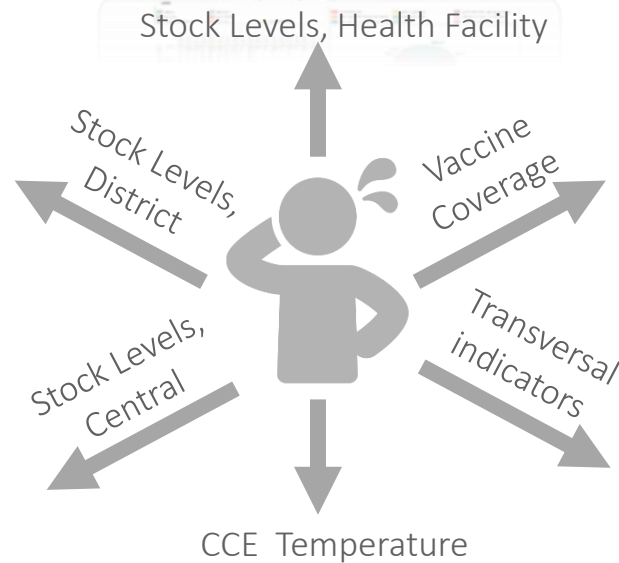 Stock Levels, Health Facility
Stock Levels,
District
Vaccine
Coverage
Stock Levels,
Central
Transversal
indicators
CCE Temperature